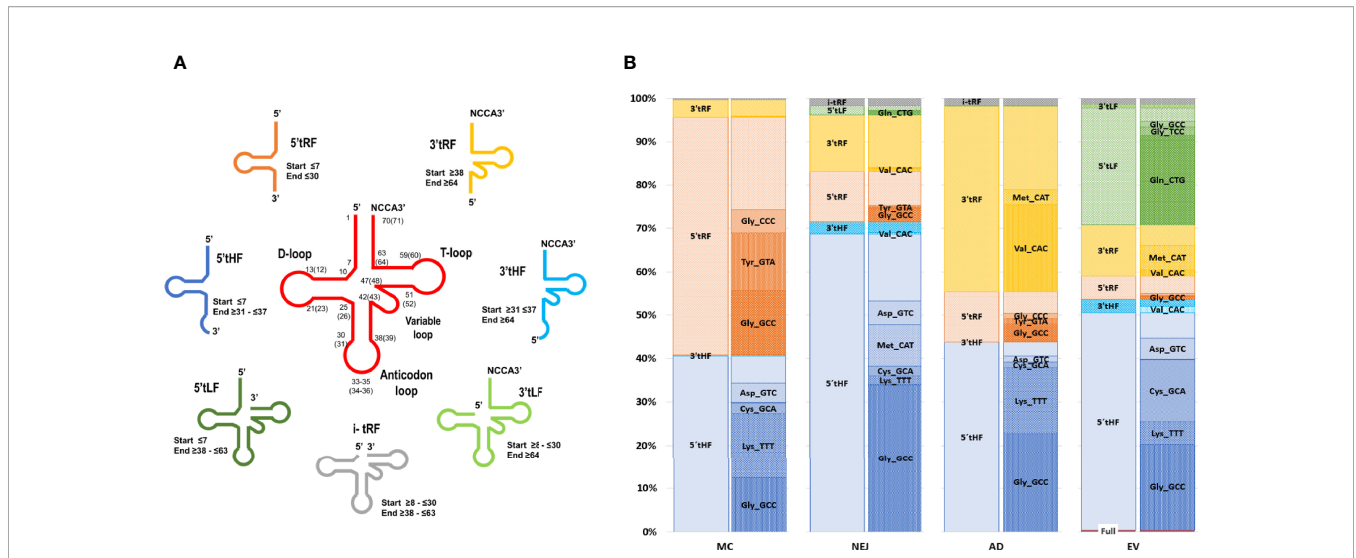 A
5'
5'tRF
Start ≤7
End ≤30
3'
NCCA3'
3'tRF
Start ≥38
End ≥64
5'
5'
NCCA3'
1
70(71)
D-loop
T-loop
7
63
(64)
59(60)
13(12)
10
47(48)
42(43)
51
(52)
21(23)
25
(26)
Variable
loop
30
(31)
38(39)
Anticodon
loop
33-35
(34-36)
5'
5'tHF
Start ≤7
End ≥31 - ≤37
3'
NCCA3'
3'tHF
Start ≥31 ≤37
End ≥64
5'
5'tLF
5'
3'
Start ≤7
End ≥38 - ≤63
i- tRF
5' 3'
Start ≥8 - ≤30
End ≥38 - ≤63
NCCA3'
3'tLF
5'
Start ≥8 - ≤30
End ≥64
B
100%
90%
80%
70%
60%
50%
40%
30%
20%
10%
0%
3'tRF
5'tRF
3'tHF
5'tHF
Gly_CCC
Tyr_GTA
Gly_GCC
Asp_GTC
Cys_GCA
Lys_TTT
Gly_GCC
MC
i-tRF
5'tLF
3'tRF
5'tRF
3'tHF
5'tHF
Gln_CTG
Val_CAC
Tyr_GTA
Gly_GCC
Val_CAC
Asp_GTC
Met_CAT
Cys_GCA
Lys_TTT
Gly_GCC
NEJ
i-tRF
3'tRF
5'tRF
3'tHF
5'tHF
Met_CAT
Val_CAC
Gly_CCC
Tyr_GTA
Gly_GCC
Asp_GTC
Cys_GCA
Lys_TTT
Gly_GCC
AD
3'tLF
5'tLF
3'tRF
5'tRF
3'tHF
5'tHF
Full
Gly_GCC
Gly_TCC
Gln_CTG
Met_CAT
Val_CAC
Gly_GCC
Val_CAC
Asp_GTC
Cys_GCA
Lys_TTT
Gly_GCC
EV